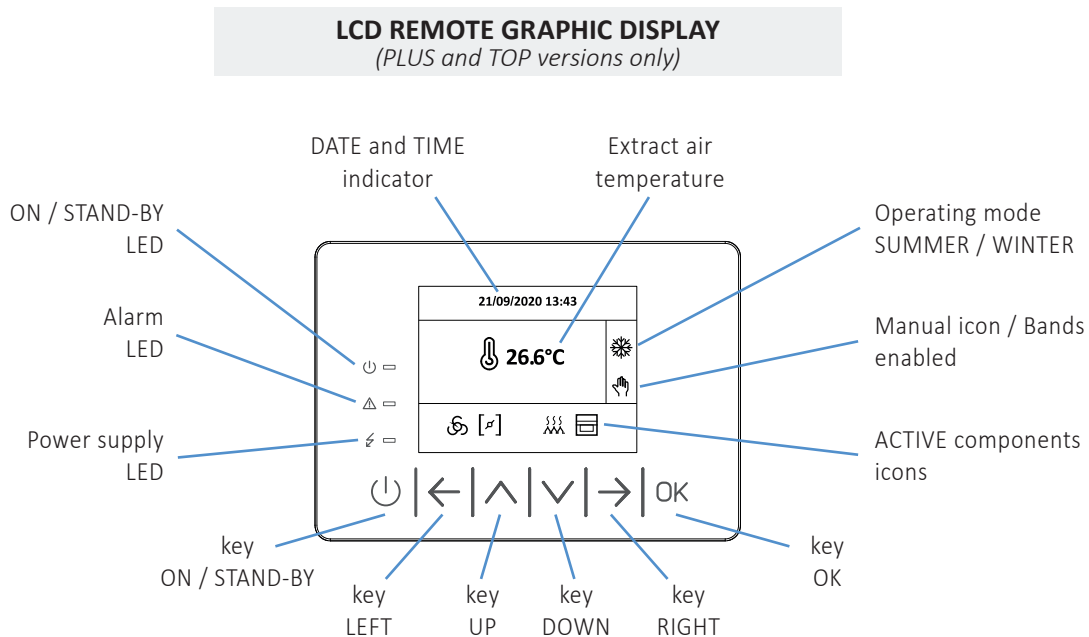 LCD REMOTE GRAPHIC DISPLAY
(PLUS and TOP versions only)
DATE and TIME
indicator
Extract air
temperature
ON / STAND-BY
LED
Operating mode
SUMMER / WINTER
21/09/2020 13:43
Alarm
LED
26.6°C
Manual icon / Bands
enabled
Power supply
LED
ACTIVE components
icons
OK
key
ON / STAND-BY
key
LEFT
key
UP
key
DOWN
key
RIGHT
key
OK